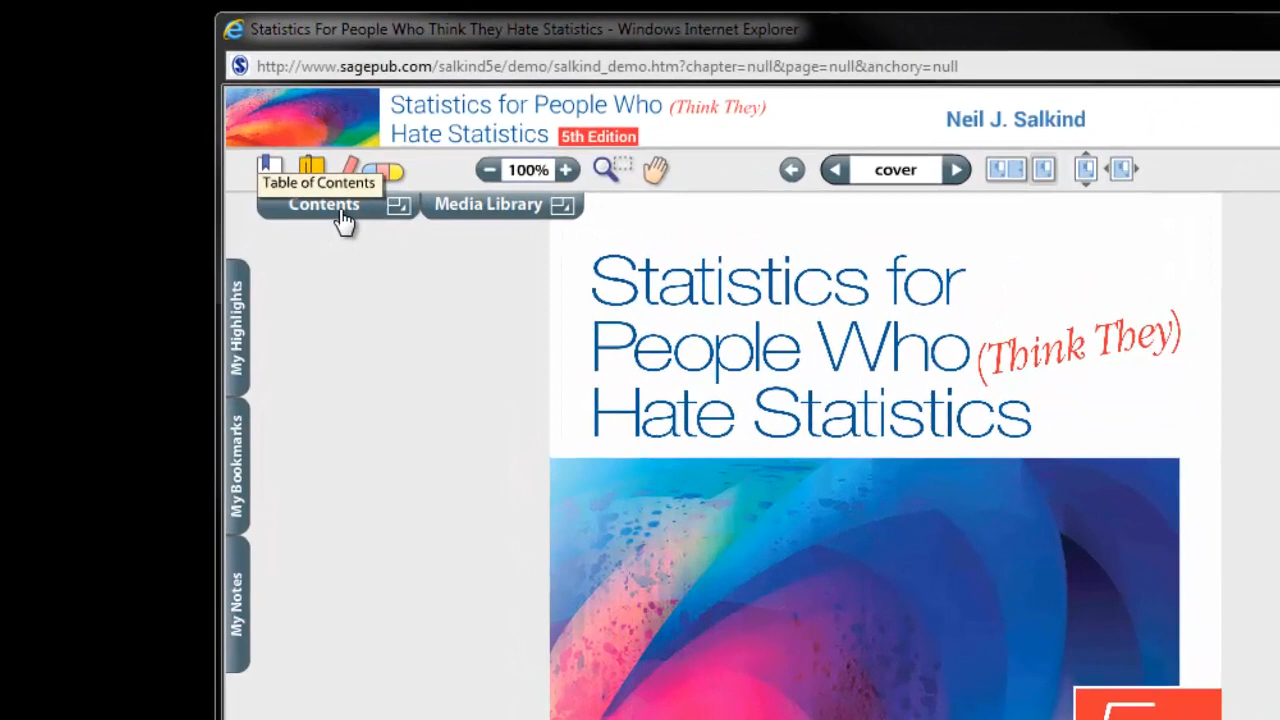 Statistics For People Who Think They Hate Statistics - Windows Internet Explorer
http://www.sagepub.com/salkind5e/demo/salkind_demo.htm?chapter=null&page=null&anchory=null
Statistics for People Who (Think They)
Hate Statistics 5th Edition
Neil J. Salkind
100%
cover
Table of Contents
Contents
Media Library
My Highlights
My Bookmarks
My Notes
Statistics for
People Who (Think They)
Hate Statistics